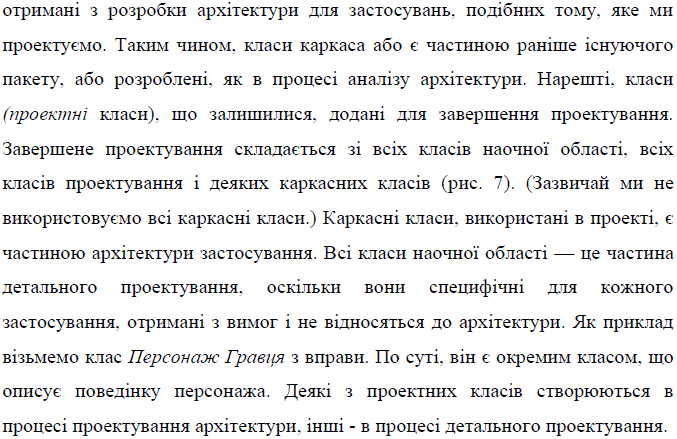 отримані з розробки архітектури для застосувань, подібних тому, яке ми
проектуємо. Таким чином, класи каркаса або є частиною раніше існуючого
пакету, або розроблені, як в процесі аналізу архітектури. Нарешті, класи
(проектні класи), що залишилися, додані для завершення проектування.
Завершене проектування складається зі всіх класів наочної області, всіх
класів проектування і деяких каркасних класів (рис. 7). (Зазвичай ми не
використовуємо всі каркасні класи.) Каркасні класи, використані в проекті, є
частиною архітектури застосування. Всі класи наочної області — це частина
детального проектування, оскільки вони специфічні для кожного
застосування, отримані з вимог і не відносяться до архітектури. Як приклад
візьмемо клас Персонаж Гравця з вправи. По суті, він є окремим класом, що
описує поведінку персонажа. Деякі з проектних класів створюються в
процесі проектування архітектури, інші - в процесі детального проектування.